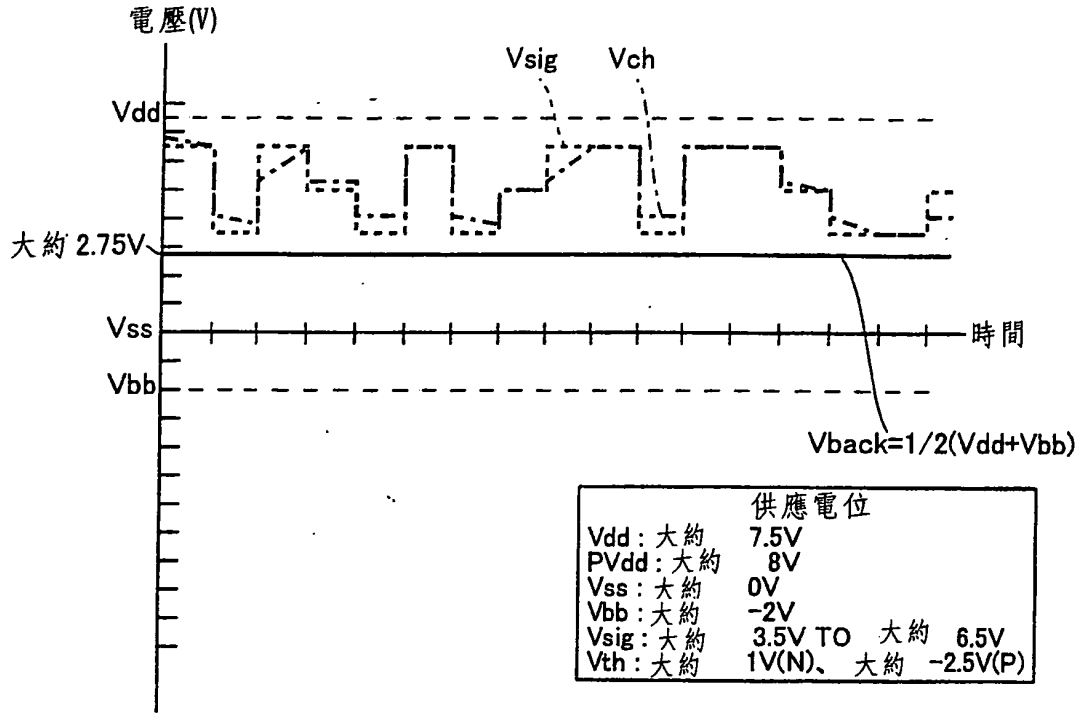 電壓(V)
Vsig
Vch
Vdd
大約 2.75V
Vss
時間
Vbb
Vback=1/2(Vdd+Vbb)
供應電位
Vdd : 大約 7.5V
PVdd : 大約 8V
Vss : 大約 0V
Vbb : 大約 -2V
Vsig : 大約 3.5V TO 大約 6.5V
Vth : 大約 1V(N)、 大約 -2.5V(P)